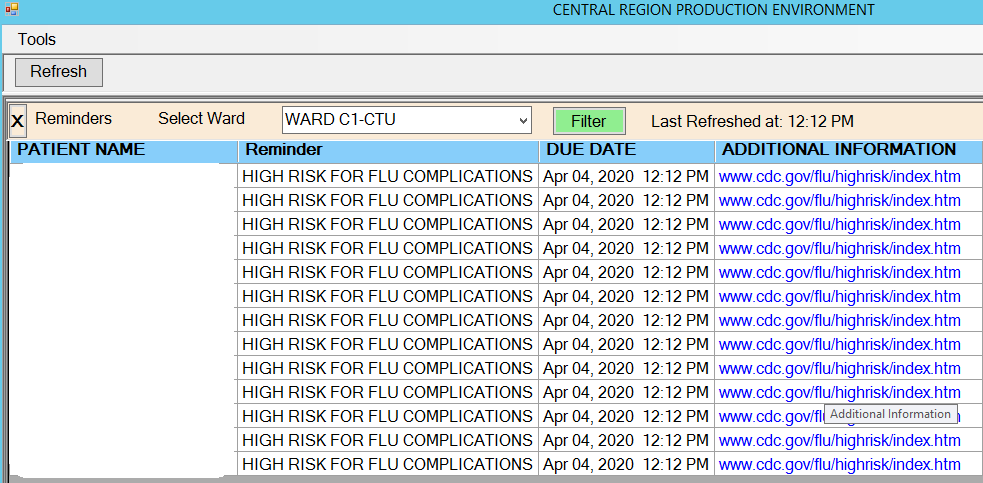 CENTRAL REGION PRODUCTION ENVIRONMENT
Tools
Refresh
X Reminders Select Ward WARD C1-CTU Filter Last Refreshed at: 12:12 PM
PATIENT NAME Reminder DUE DATE ADDITIONAL INFORMATION
HIGH RISK FOR FLU COMPLICATIONS Apr 04, 2020 12:12 PM www.cdc.gov/flu/highrisk/index.htm
HIGH RISK FOR FLU COMPLICATIONS Apr 04, 2020 12:12 PM www.cdc.gov/flu/highrisk/index.htm
HIGH RISK FOR FLU COMPLICATIONS Apr 04, 2020 12:12 PM www.cdc.gov/flu/highrisk/index.htm
HIGH RISK FOR FLU COMPLICATIONS Apr 04, 2020 12:12 PM www.cdc.gov/flu/highrisk/index.htm
HIGH RISK FOR FLU COMPLICATIONS Apr 04, 2020 12:12 PM www.cdc.gov/flu/highrisk/index.htm
HIGH RISK FOR FLU COMPLICATIONS Apr 04, 2020 12:12 PM www.cdc.gov/flu/highrisk/index.htm
HIGH RISK FOR FLU COMPLICATIONS Apr 04, 2020 12:12 PM www.cdc.gov/flu/highrisk/index.htm
HIGH RISK FOR FLU COMPLICATIONS Apr 04, 2020 12:12 PM www.cdc.gov/flu/highrisk/index.htm
HIGH RISK FOR FLU COMPLICATIONS Apr 04, 2020 12:12 PM www.cdc.gov/flu/highrisk/index.htm
HIGH RISK FOR FLU COMPLICATIONS Apr 04, 2020 12:12 PM www.cdc.gov/flu/highrisk/index.htm
HIGH RISK FOR FLU COMPLICATIONS Apr 04, 2020 12:12 PM www.cdc.gov/flu Additional Information
HIGH RISK FOR FLU COMPLICATIONS Apr 04, 2020 12:12 PM www.cdc.gov/flu/highrisk/index.htm
HIGH RISK FOR FLU COMPLICATIONS Apr 04, 2020 12:12 PM www.cdc.gov/flu/highrisk/index.htm